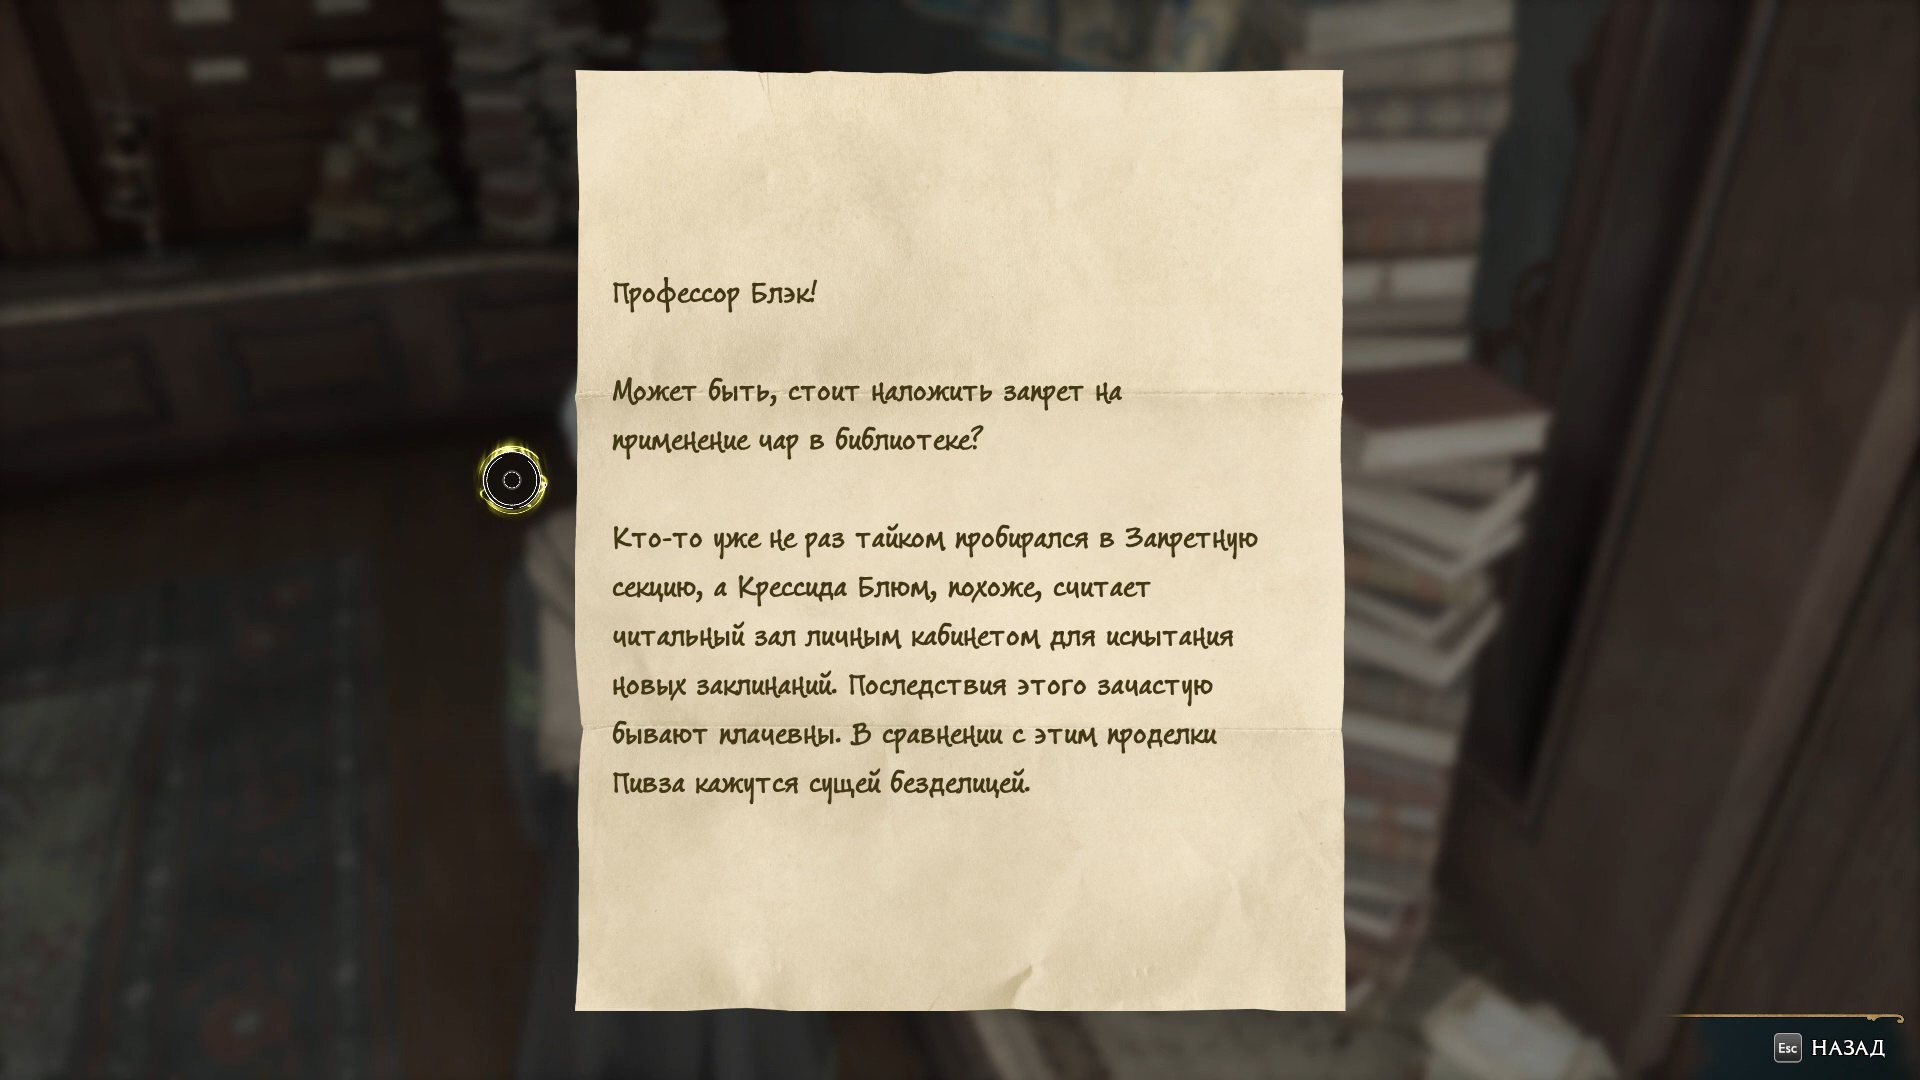 Профессор Блэк!
Может быть, стоит наложить запрет на
применение чар в библиотеке?
Кто-то уже не раз тайком пробирался в Запретную
секцию, а Крессида Блюм, похоже, считает
читальный зал личным кабинетом для испытания
новых заклинаний. Последствия этого зачастую
бывают плачевны. В сравнении с этим проделки
Пивза кажутся сущей безделицей.
Esc НАЗАД